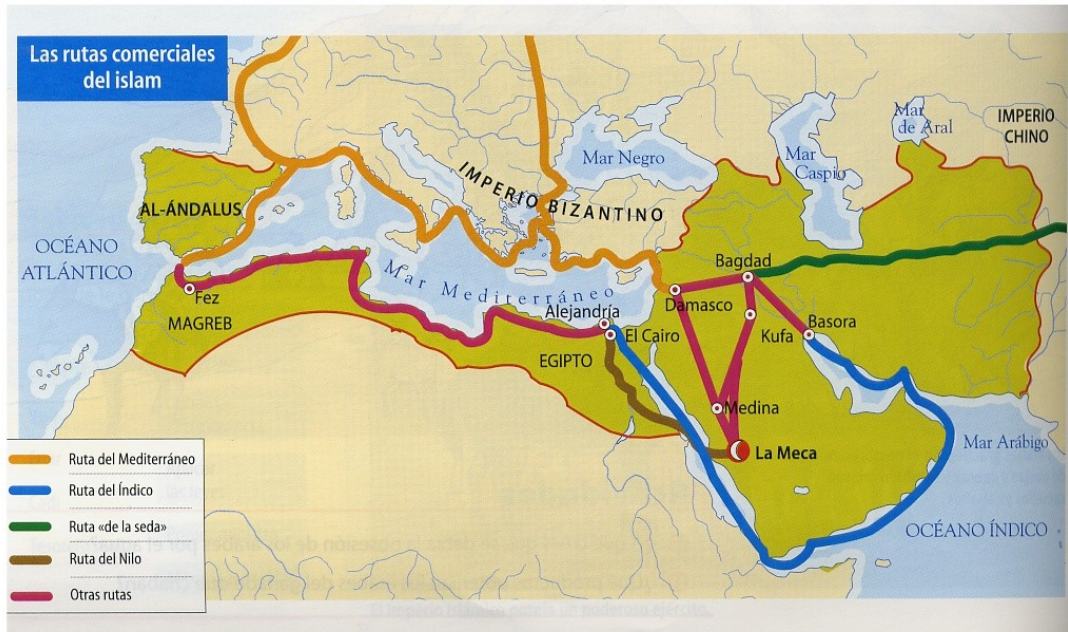 Las rutas comerciales
del islam
Mar
de Aral
IMPERIO
CHINO
Mar Negro
Mar
Caspio
IMPERIO BIZANTINO
AL-ÁNDALUS
OCÉANO
ATLÁNTICO
Bagdad
Mar Mediterráneo
Fez
Damasco
MAGREB
Alejandría
El Cairo
Kufa
Basora
EGIPTO
Medina
Mar Arábigo
La Meca
OCÉANO ÍNDICO
Ruta del Mediterráneo
Ruta del Índico
Ruta «de la seda»
Ruta del Nilo
Otras rutas